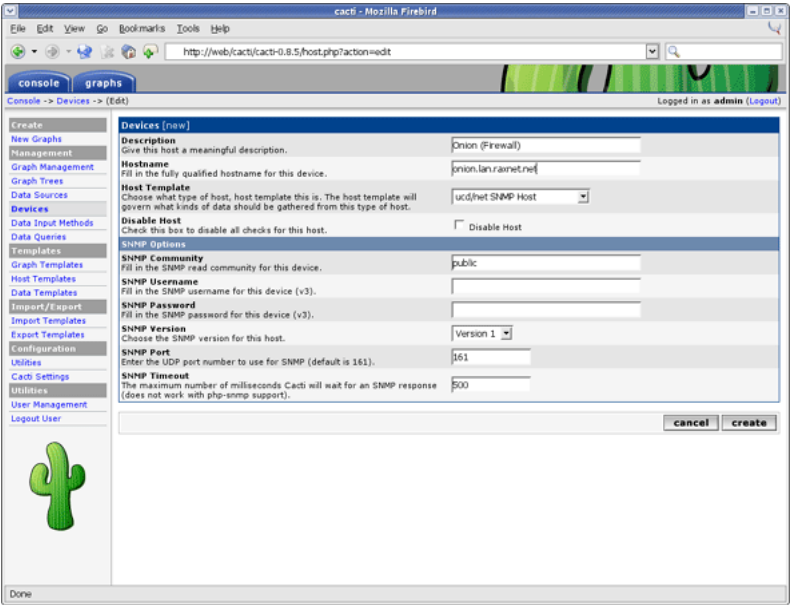 cacti - Mozilla Firebird
File Edit View Go Bookmarks Tools Help
http://web/cacti/cacti-0.8.5/host.php?action=edit
console graphs
Console -> Devices -> (Edit)
Logged in as admin (Logout)
Create
New Graphs
Management
Graph Management
Graph Trees
Data Sources
Devices
Data Input Methods
Data Queries
Templates
Graph Templates
Host Templates
Data Templates
Import/Export
Import Templates
Export Templates
Configuration
Utilities
Cacti Settings
Utilities
User Management
Logout User
Devices [new]
Description
Give this host a meaningful description.
Onion (Firewall)
Hostname
Fill in the fully qualified hostname for this device.
onion.lan.raxnet.net
Host Template
Choose what type of host, host template this is. The host template will
govern what kinds of data should be gathered from this type of host.
ucd/net SNMP Host
Disable Host
Check this box to disable all checks for this host.
Disable Host
SNMP Options
SNMP Community
Fill in the SNMP read community for this device.
public
SNMP Username
Fill in the SNMP username for this device (v3).
SNMP Password
Fill in the SNMP password for this device (v3).
SNMP Version
Choose the SNMP version for this host.
Version 1
SNMP Port
Enter the UDP port number to use for SNMP (default is 161).
161
SNMP Timeout
The maximum number of milliseconds Cacti will wait for an SNMP response
(does not work with php-snmp support).
500
cancel create
Done